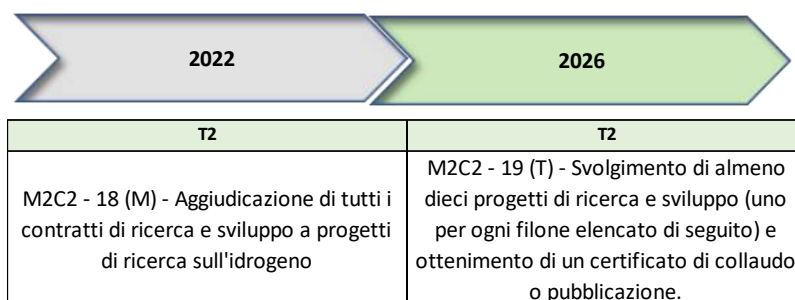 2022
2026
T2
T2
M2C2 - 18 (M) - Aggiudicazione di tutti i
contratti di ricerca e sviluppo a progetti
di ricerca sull'idrogeno
M2C2 - 19 (T) - Svolgimento di almeno
dieci progetti di ricerca e sviluppo (uno
per ogni filone elencato di seguito) e
ottenimento di un certificato di collaudo
o pubblicazione.